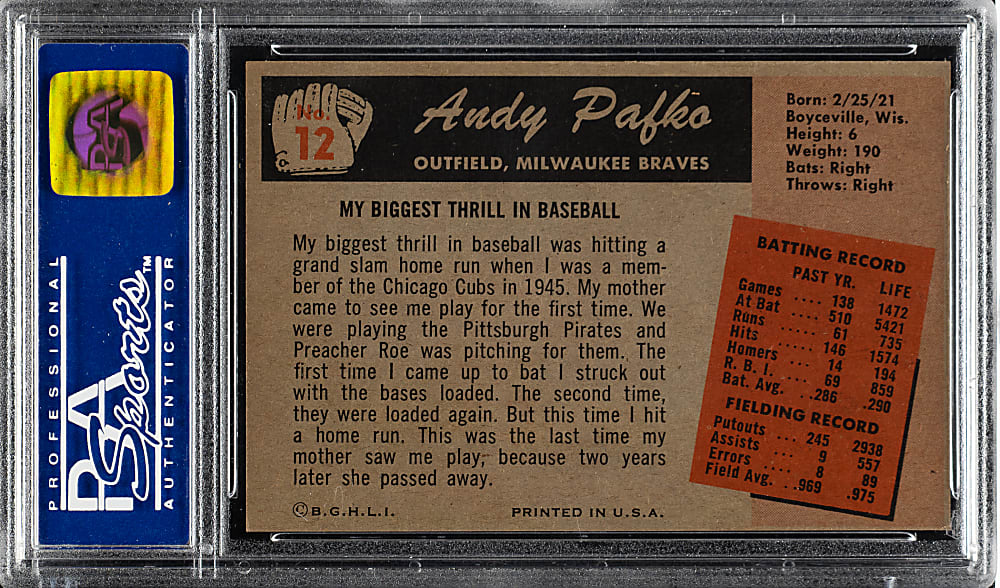 PSA
PROFESSIONAL
PSA Sports™
AUTHENTICATOR
No.
12
Andy Pafko
OUTFIELD, MILWAUKEE BRAVES
Born: 2/25/21
Boyceville, Wis.
Height: 6
Weight: 190
Bats: Right
Throws: Right
MY BIGGEST THRILL IN BASEBALL
My biggest thrill in baseball was hitting a
grand slam home run when I was a mem-
ber of the Chicago Cubs in 1945. My mother
came to see me play for the first time. We
were playing the Pittsburgh Pirates and
Preacher Roe was pitching for them. The
first time I came up to bat I struck out
with the bases loaded. The second time,
they were loaded again. But this time I hit
a home run. This was the last time my
mother saw me play, because two years
later she passed away.
BATTING RECORD
PAST YR. LIFE
Games .... 138 1472
At Bat .... 510 5421
Runs ..... 61 735
Hits ..... 146 1574
Homers .... 14 194
R. B. I. .... 69 859
Bat. Avg. .. .286 .290
FIELDING RECORD
Putouts ... 245 2938
Assists ... 9 557
Errors .... 8 89
Field Avg. .. .969 .975
©B.G.H.L.I.
PRINTED IN U.S.A.